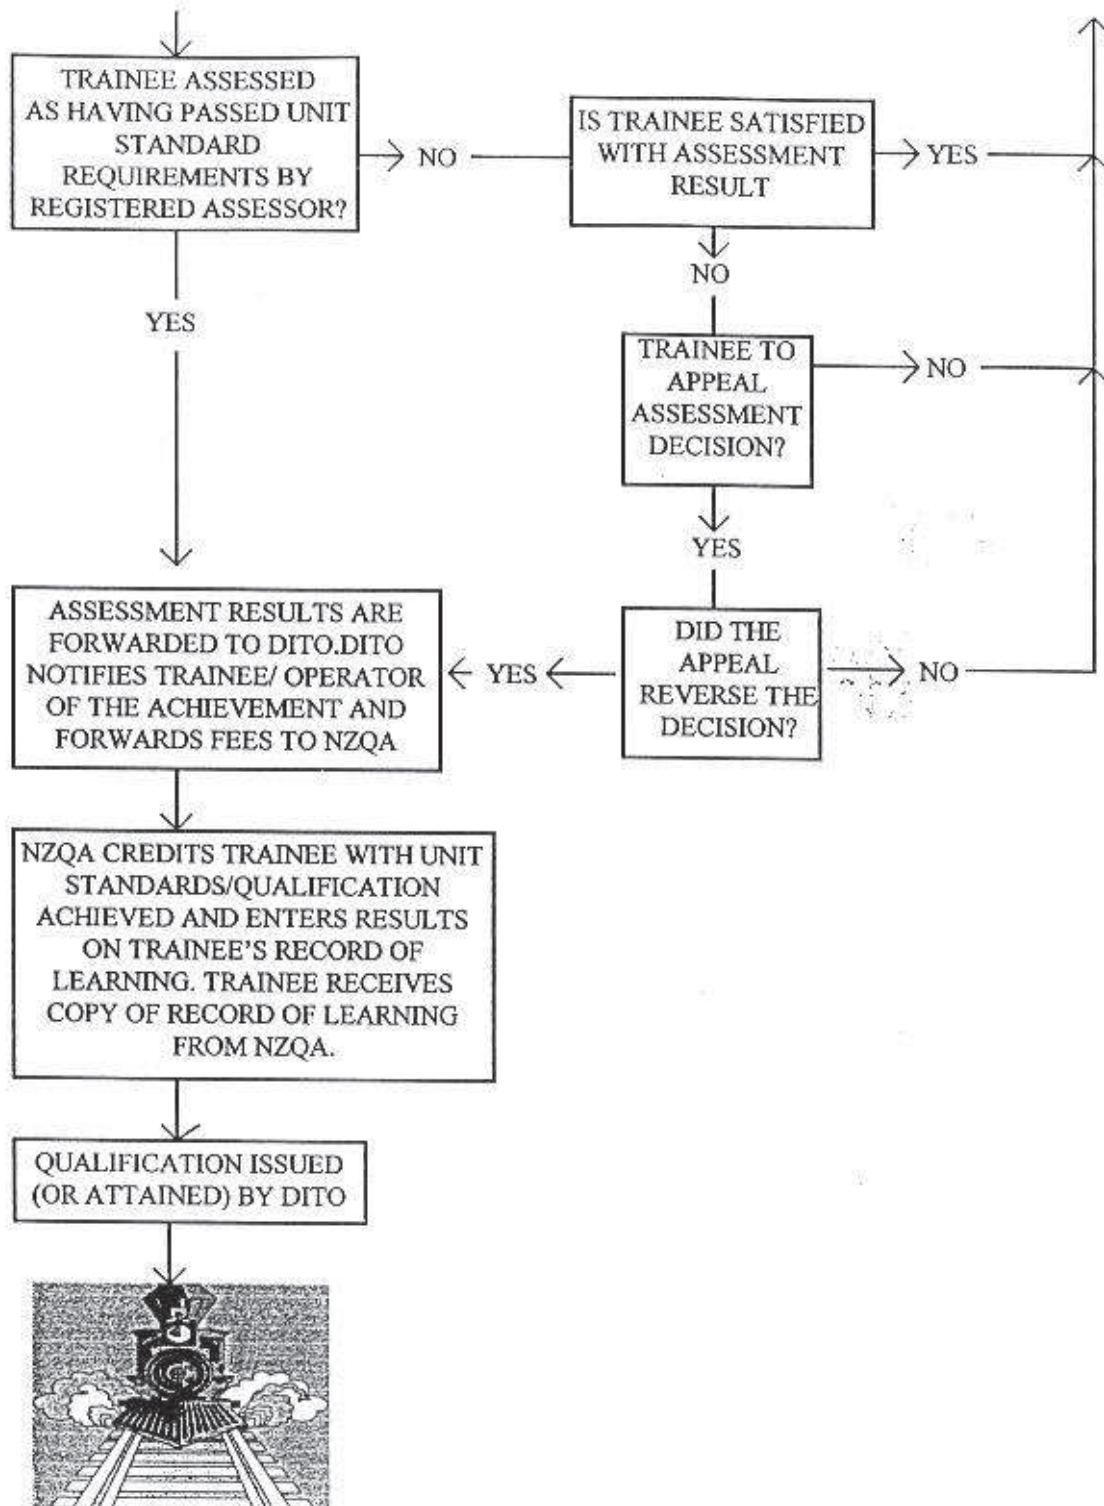 TRAINEE ASSESSED
AS HAVING PASSED UNIT
STANDARD
REQUIREMENTS BY
REGISTERED ASSESSOR?
NO
IS TRAINEE SATISFIED
WITH ASSESSMENT
RESULT
YES
NO
YES
TRAINEE TO
APPEAL
ASSESSMENT
DECISION?
NO
YES
ASSESSMENT RESULTS ARE
FORWARDED TO DITO.DITO
NOTIFIES TRAINEE/ OPERATOR
OF THE ACHIEVEMENT AND
FORWARDS FEES TO NZQA
YES
DID THE
APPEAL
REVERSE THE
DECISION?
NO
NZQA CREDITS TRAINEE WITH UNIT
STANDARDS/QUALIFICATION
ACHIEVED AND ENTERS RESULTS
ON TRAINEE'S RECORD OF
LEARNING. TRAINEE RECEIVES
COPY OF RECORD OF LEARNING
FROM NZQA.
QUALIFICATION ISSUED
(OR ATTAINED) BY DITO